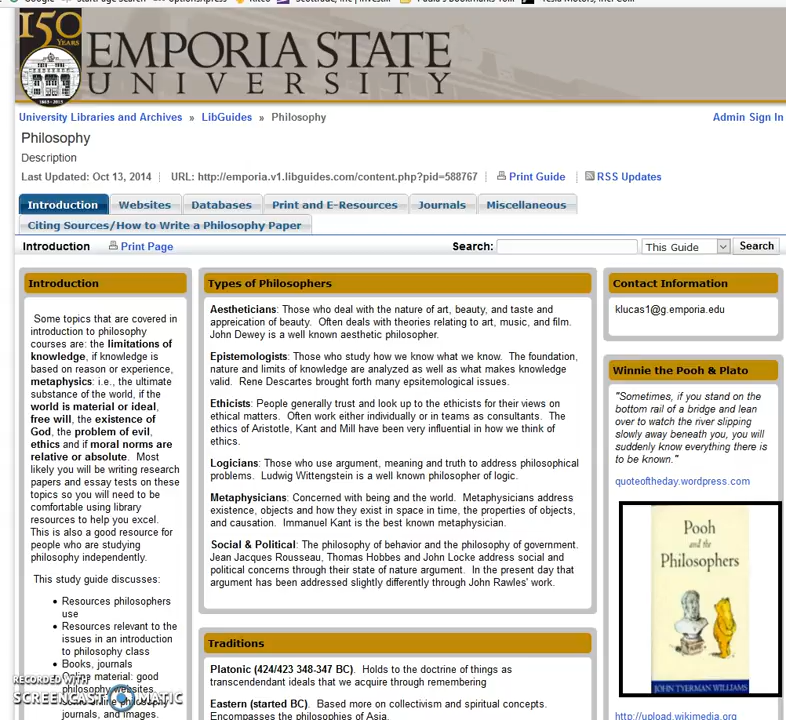 150
YEARS
EMPORIA STATE
UNIVERSITY
1863 - 2013
University Libraries and Archives » LibGuides » Philosophy
Admin Sign In
Philosophy
Description
Last Updated: Oct 13, 2014 URL: http://emporia.v1.libguides.com/content.php?pid=588767 Print Guide RSS Updates
Introduction Websites Databases Print and E-Resources Journals Miscellaneous
Citing Sources/How to Write a Philosophy Paper
Introduction Print Page Search: This Guide Search
Introduction
Some topics that are covered in
introduction to philosophy
courses are: the limitations of
knowledge, if knowledge is
based on reason or experience,
metaphysics: i.e., the ultimate
substance of the world, if the
world is material or ideal,
free will, the existence of
God, the problem of evil,
ethics and if moral norms are
relative or absolute. Most
likely you will be writing research
papers and essay tests on these
topics so you will need to be
comfortable using library
resources to help you excel.
This is also a good resource for
people who are studying
philosophy independently.
This study guide discusses:
• Resources philosophers
use
• Resources relevant to the
issues in an introduction
to philosophy class
• Books, journals
• Online material: good
philosophy websites,
some online philosophy
journals, and images.
Types of Philosophers
Aestheticians: Those who deal with the nature of art, beauty, and taste and
appreication of beauty. Often deals with theories relating to art, music, and film.
John Dewey is a well known aesthetic philosopher.
Epistemologists: Those who study how we know what we know. The foundation,
nature and limits of knowledge are analyzed as well as what makes knowledge
valid. Rene Descartes brought forth many epistemological issues.
Ethicists: People generally trust and look up to the ethicists for their views on
ethical matters. Often work either individually or in teams as consultants. The
ethics of Aristotle, Kant and Mill have been very influential in how we think of
ethics.
Logicians: Those who use argument, meaning and truth to address philosophical
problems. Ludwig Wittengstein is a well known philosopher of logic.
Metaphysicians: Concerned with being and the world. Metaphysicians address
existence, objects and how they exist in space in time, the properties of objects,
and causation. Immanuel Kant is the best known metaphysician.
Social & Political: The philosophy of behavior and the philosophy of government.
Jean Jacques Rousseau, Thomas Hobbes and John Locke address social and
political concerns through their state of nature argument. In the present day that
argument has been addressed slightly differently through John Rawles' work.
Traditions
Platonic (424/423 348-347 BC). Holds to the doctrine of things as
transcendental ideas that we acquire through remembering
Eastern (started BC). Based more on collectivism and spiritual concepts.
Encompasses the philosophies of Asia.
Contact Information
klucas1@g.emporia.edu
Winnie the Pooh & Plato
"Sometimes, if you stand on the
bottom rail of a bridge and lean
over to watch the river slipping
slowly away beneath you, you will
suddenly know everything there is
to be known."
quoteoftheday.wordpress.com
Pooh
and the
Philosophers
JOHN TYERMAN WILLIAMS
http://upload.wikimedia.org
RECORDED WITH
SCREENCAST-O-MATIC